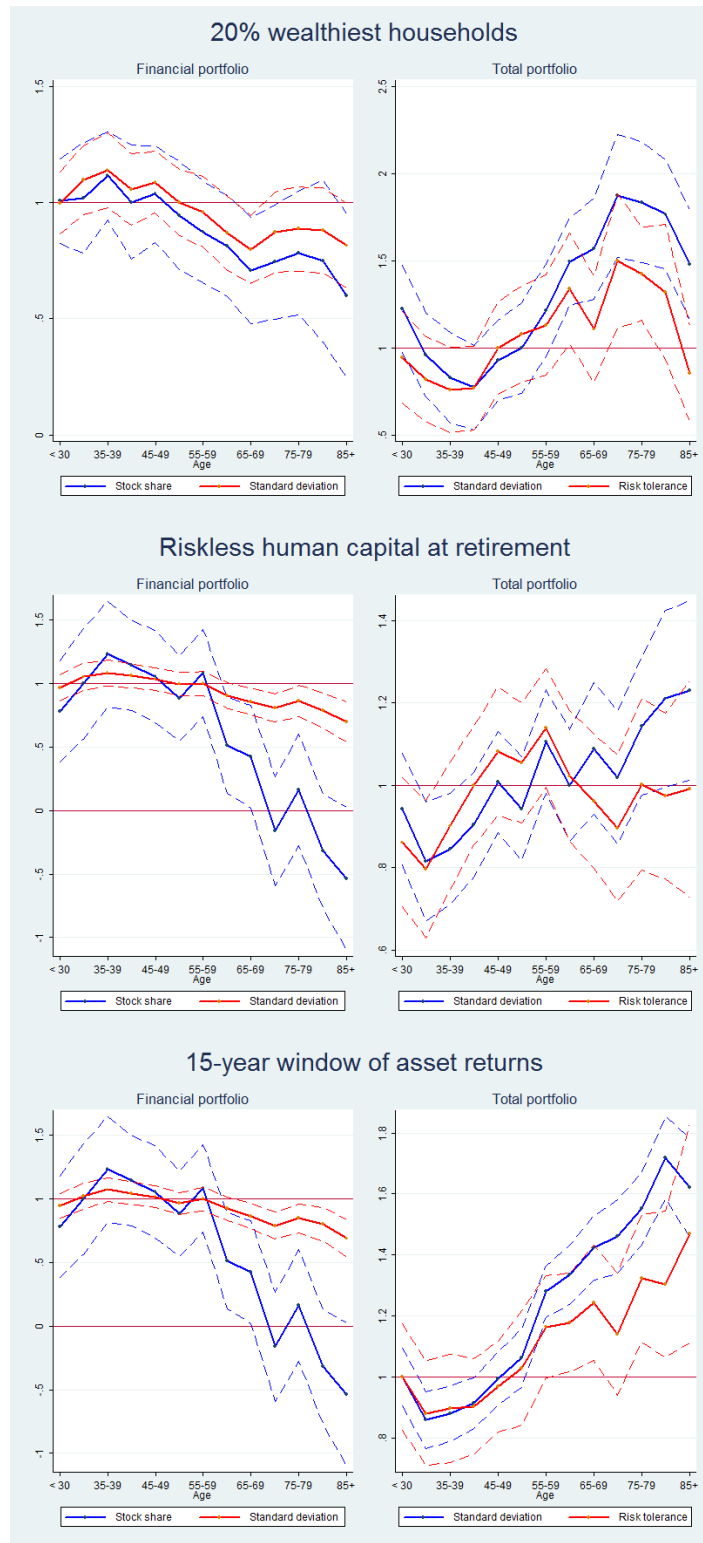 20% wealthiest households
Financial portfolio
Total portfolio
1.5
1
.5
0
2.5
2
1.5
1
.5
< 30 35-39 45-49 55-59 65-69 75-79 85+
Age
< 30 35-39 45-49 55-59 65-69 75-79 85+
Age
Stock share Standard deviation
Standard deviation Risk tolerance
Riskless human capital at retirement
Financial portfolio
Total portfolio
1.5
1
.5
0
-.5
-1
1.4
1.2
1
.8
.6
< 30 35-39 45-49 55-59 65-69 75-79 85+
Age
< 30 35-39 45-49 55-59 65-69 75-79 85+
Age
Stock share Standard deviation
Standard deviation Risk tolerance
15-year window of asset returns
Financial portfolio
Total portfolio
1.5
1
.5
0
-.5
-1
1.8
1.6
1.4
1.2
1
.8
< 30 35-39 45-49 55-59 65-69 75-79 85+
Age
< 30 35-39 45-49 55-59 65-69 75-79 85+
Age
Stock share Standard deviation
Standard deviation Risk tolerance